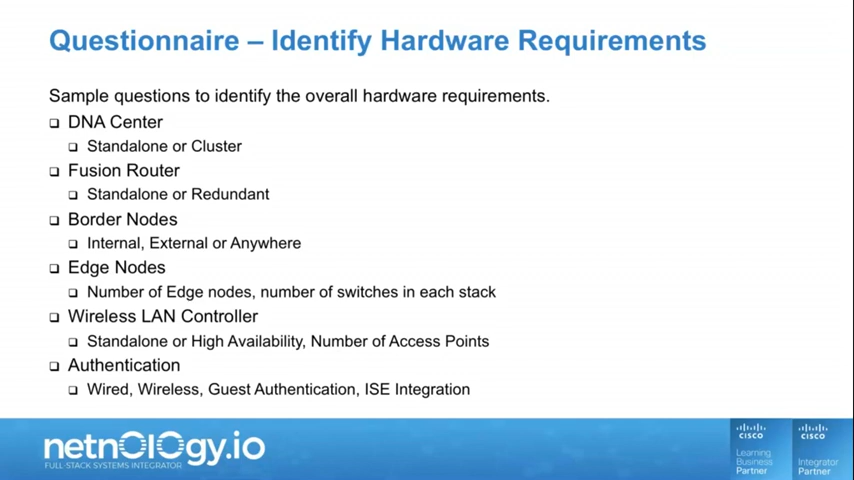 Questionnaire – Identify Hardware Requirements
Sample questions to identify the overall hardware requirements.
DNA Center
Standalone or Cluster
Fusion Router
Standalone or Redundant
Border Nodes
Internal, External or Anywhere
Edge Nodes
Number of Edge nodes, number of switches in each stack
Wireless LAN Controller
Standalone or High Availability, Number of Access Points
Authentication
Wired, Wireless, Guest Authentication, ISE Integration
netnology.io
FULL-STACK SYSTEMS INTEGRATOR
CISCO
Learning
Business
Partner
CISCO
Integrator
Partner